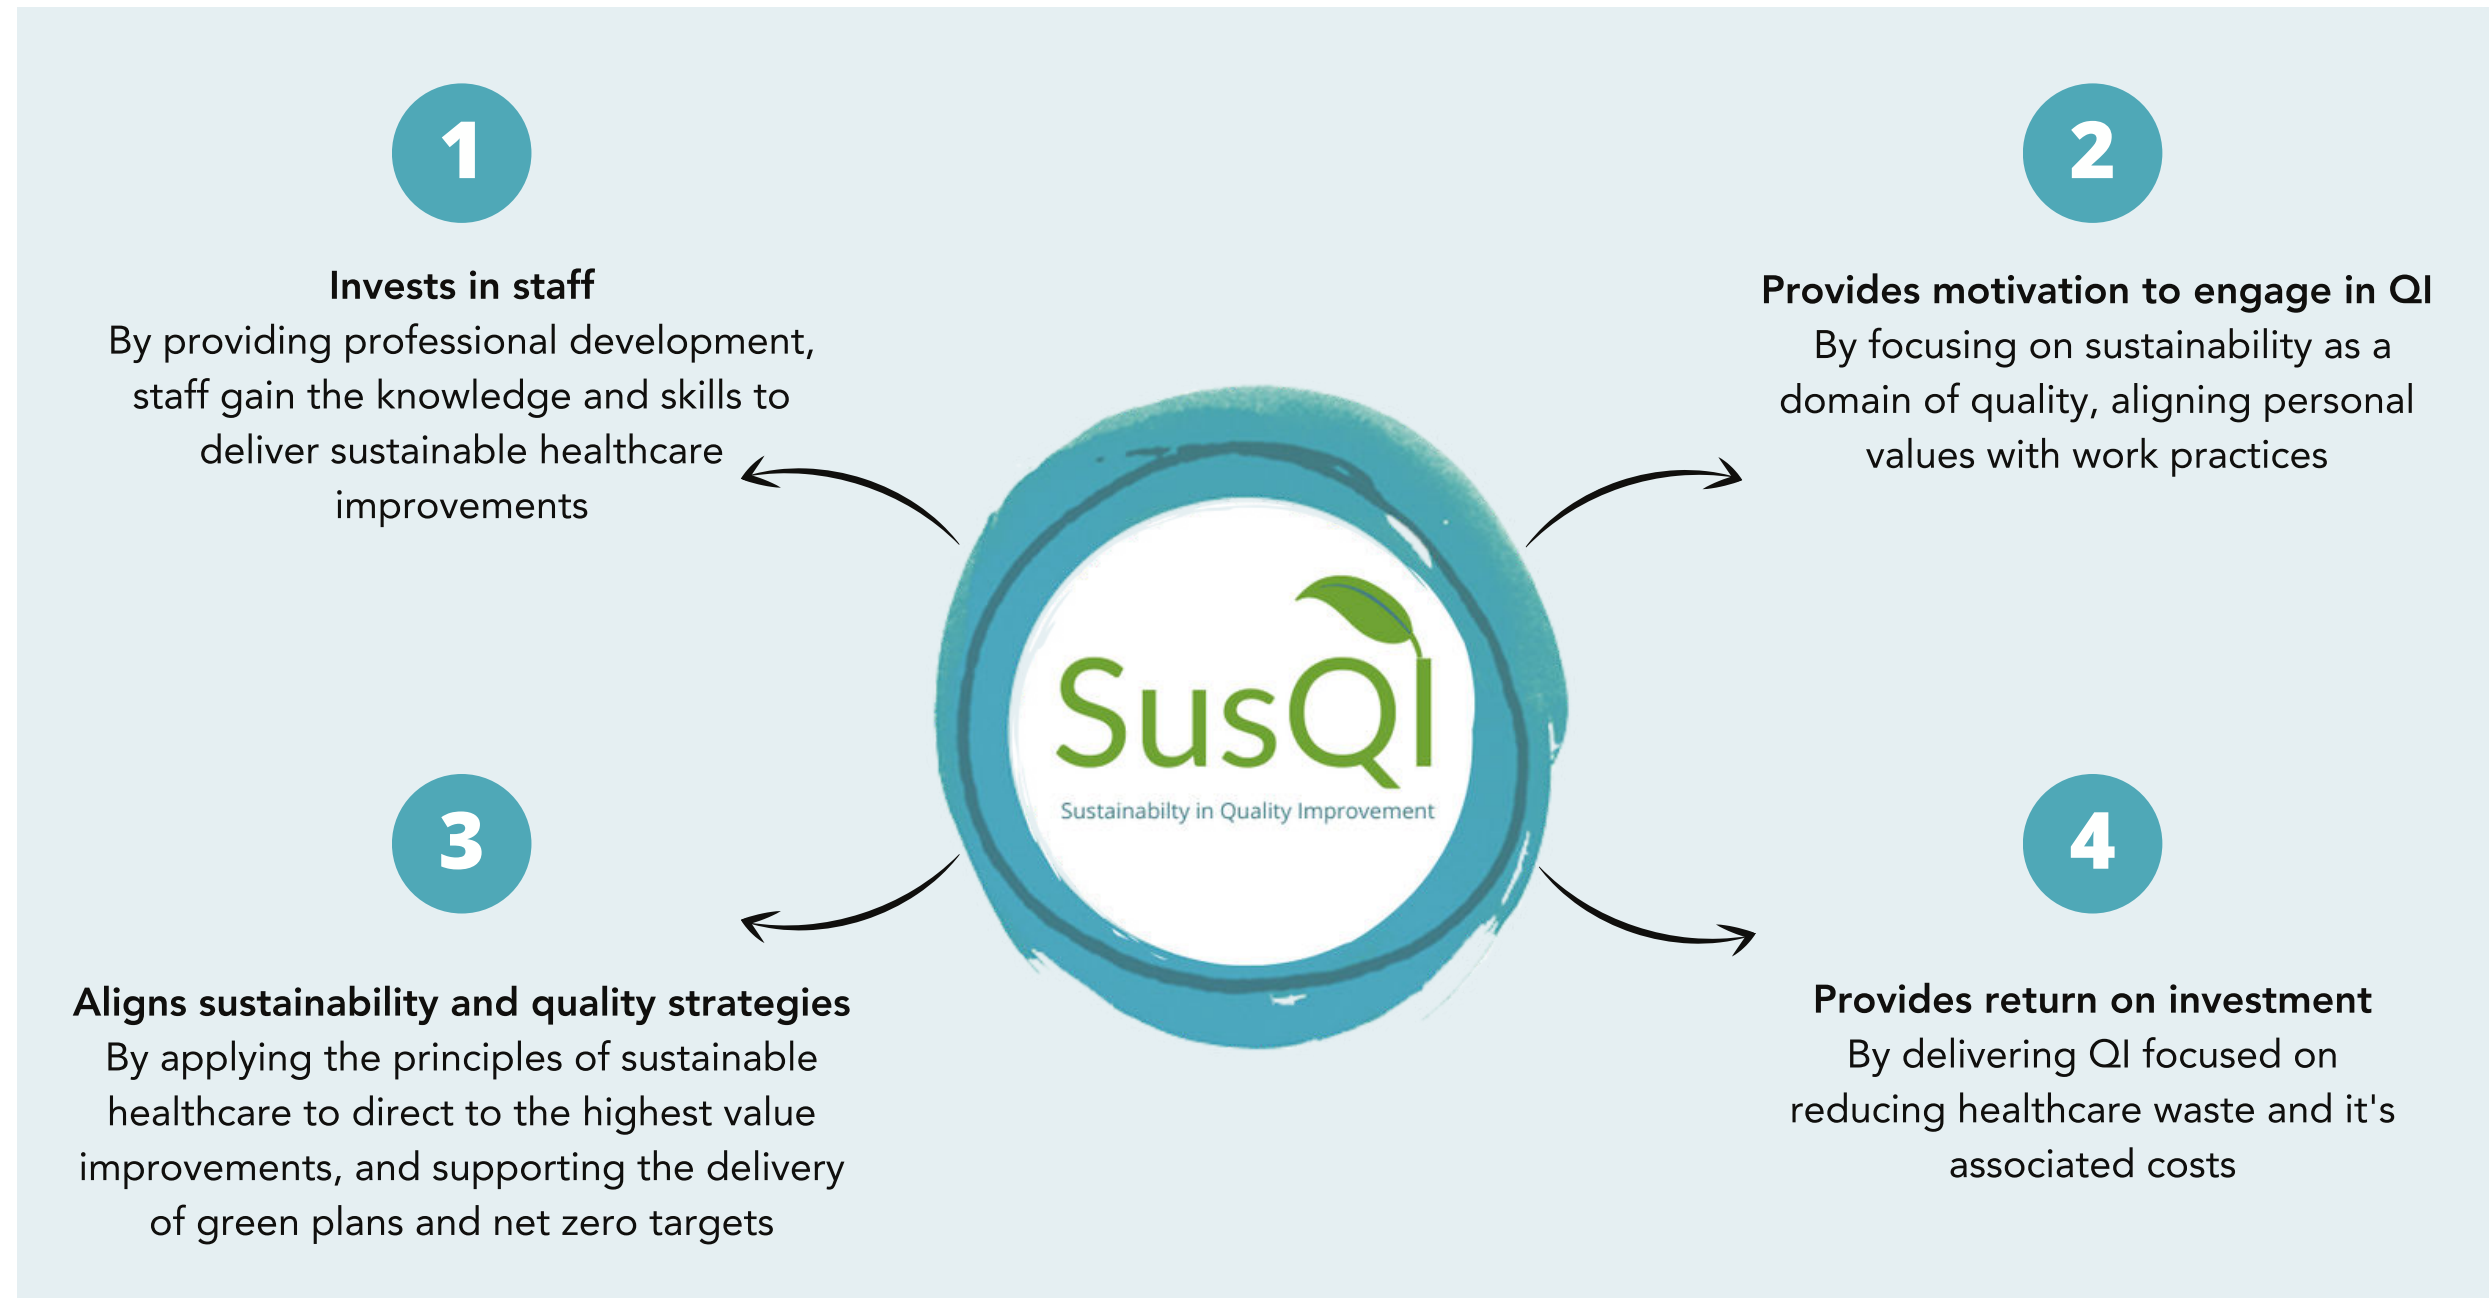 1
Invests in staff
By providing professional development,
staff gain the knowledge and skills to
deliver sustainable healthcare
improvements
2
Provides motivation to engage in QI
By focusing on sustainability as a
domain of quality, aligning personal
values with work practices
SusQI
Sustainabilty in Quality Improvement
3
Aligns sustainability and quality strategies
By applying the principles of sustainable
healthcare to direct to the highest value
improvements, and supporting the delivery
of green plans and net zero targets
4
Provides return on investment
By delivering QI focused on
reducing healthcare waste and it's
associated costs